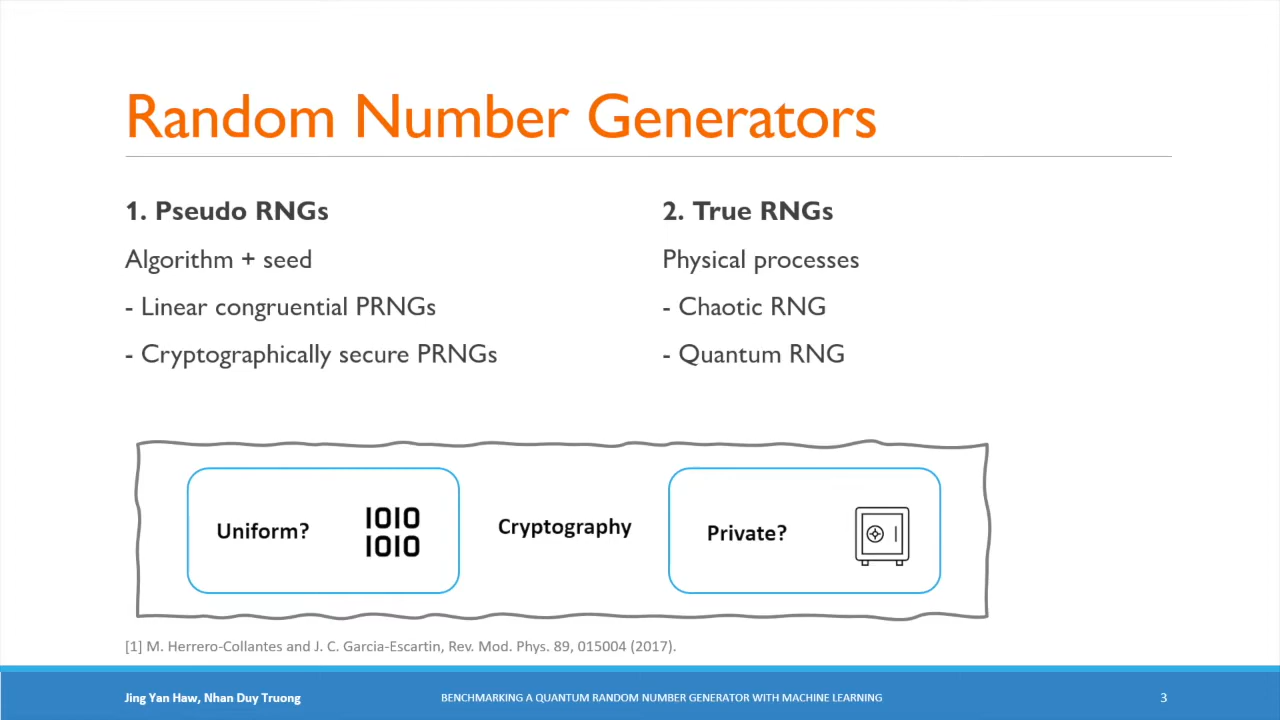 Random Number Generators
1. Pseudo RNGs
Algorithm + seed
- Linear congruential PRNGs
- Cryptographically secure PRNGs
2. True RNGs
Physical processes
- Chaotic RNG
- Quantum RNG
Uniform?
1010
1010
Cryptography
Private?
[1] M. Herrero-Collantes and J. C. Garcia-Escartin, Rev. Mod. Phys. 89, 015004 (2017).
Jing Yan Haw, Nhan Duy Truong
BENCHMARKING A QUANTUM RANDOM NUMBER GENERATOR WITH MACHINE LEARNING
3